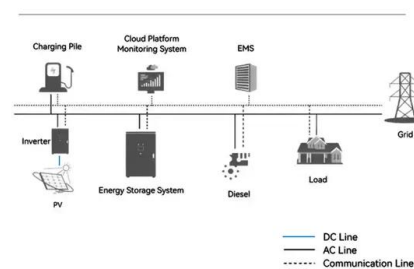 Charging Pile
Cloud Platform
Monitoring System
EMS
Grid
Inverter
PV
Energy Storage System
Diesel
Load
DC Line
AC Line
Communication Line